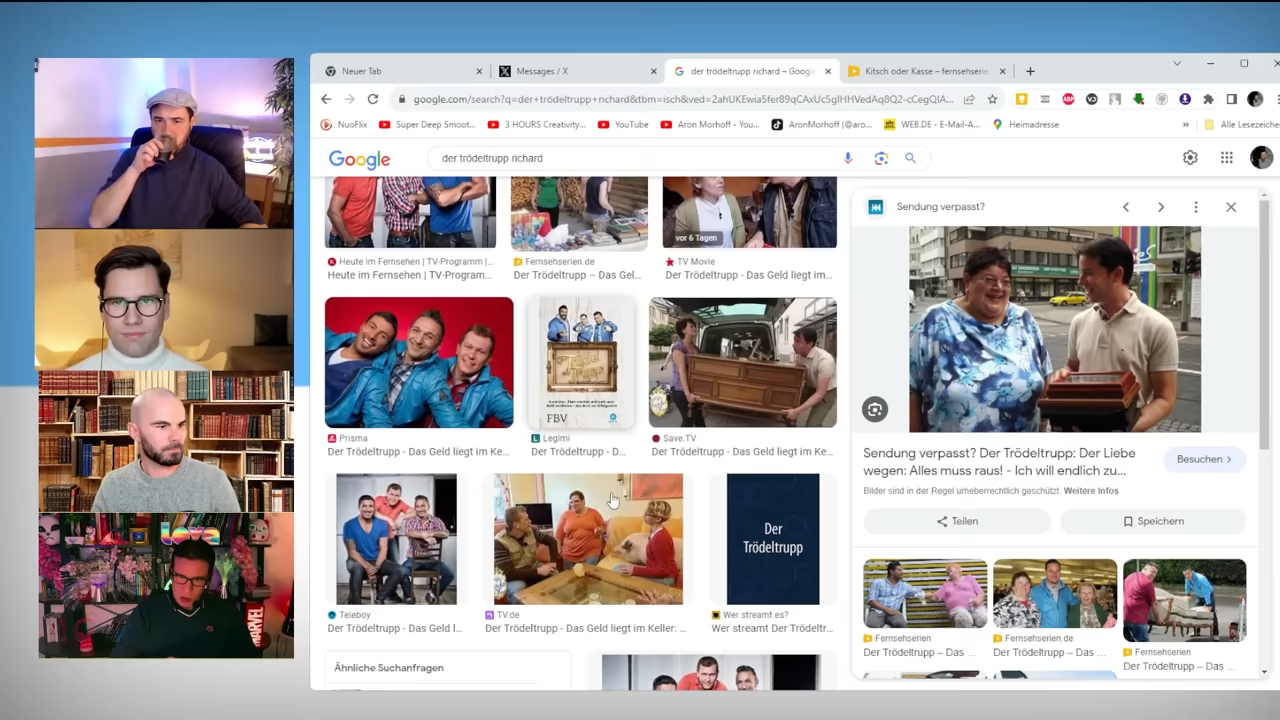 Neuer Tab
Messages / X
der trödeltrupp richard – Google
Kitsch oder Kasse – fernsehserie
google.com/search?q=der+trödeltrupp+richard&tbm=isch&ved=2ahUKEwia5fer89qCAxUc5gIHHVedAq8Q2-cCegQIA...
NuoFlix
Super Deep Smoot...
3 HOURS Creativity...
YouTube
Aron Morhoff - You...
AronMorhoff (@aro...
WEB.DE - E-Mail-A...
Heimadresse
»
Alle Lesezeichen
ABP
Google
der trödeltrupp richard
vor 6 Tagen
Heute im Fernsehen | TV-Programm |...
Heute im Fernsehen | TV-Program...
Fernsehserien.de
Der Trödeltrupp – Das Gel...
TV Movie
Der Trödeltrupp - Das Geld liegt im...
FBV
Prisma
Der Trödeltrupp - Das Geld liegt im Ke...
Legimi
Der Trödeltrupp - D...
Save.TV
Der Trödeltrupp - Das Geld liegt im Ke...
Der
Trödeltrupp
Teleboy
Der Trödeltrupp - Das Geld l...
TV.de
Der Trödeltrupp - Das Geld liegt im Keller: ...
Wer streamt es?
Wer streamt Der Trödeltr...
Ähnliche Suchanfragen
Sendung verpasst?
Sendung verpasst? Der Trödeltrupp: Der Liebe
wegen: Alles muss raus! - Ich will endlich zu...
Besuchen
Bilder sind in der Regel urheberrechtlich geschützt. Weitere Infos
Teilen
Speichern
Fernsehserien
Der Trödeltrupp – Das ...
Fernsehserien.de
Der Trödeltrupp – Das ...
Fernsehserien
Der Trödeltrupp – Das ...
MARVEL